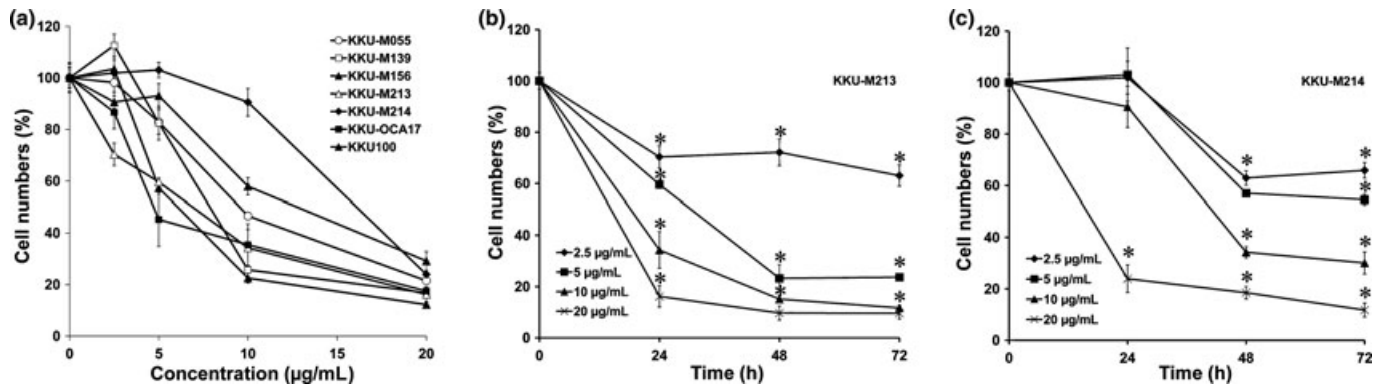 (a)
Cell numbers (%)
120
100
80
60
40
20
0
KKU-M055
KKU-M139
KKU-M156
KKU-M213
KKU-M214
KKU-OCA17
KKU100
0 5 10 15 20
Concentration (µg/mL)
(b)
Cell numbers (%)
120
100
80
60
40
20
0
KKU-M213
* * *
* * *
* * *
* * *
2.5 µg/mL
5 µg/mL
10 µg/mL
20 µg/mL
0 24 48 72
Time (h)
(c)
Cell numbers (%)
120
100
80
60
40
20
0
KKU-M214
* *
*
* *
* * *
2.5 µg/mL
5 µg/mL
10 µg/mL
20 µg/mL
0 24 48 72
Time (h)